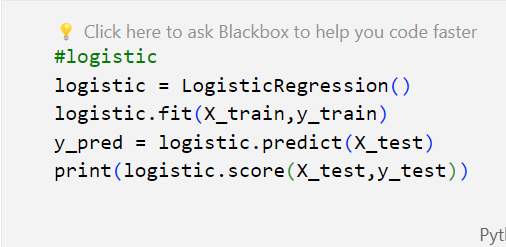 💡 Click here to ask Blackbox to help you code faster
#logistic
logistic = LogisticRegression()
logistic.fit(X_train,y_train)
y_pred = logistic.predict(X_test)
print(logistic.score(X_test,y_test))